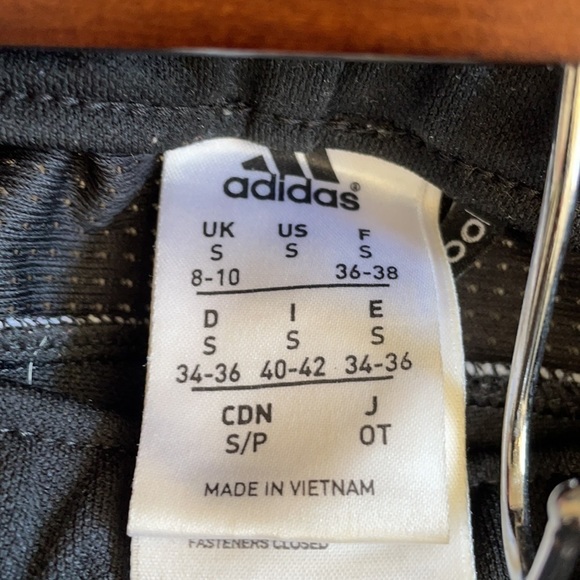 adidas®
UK US F
S S S
8-10 36-38
D I E
S S S
34-36 40-42 34-36
CDN J
S/P OT
MADE IN VIETNAM
FASTENERS CLOSED